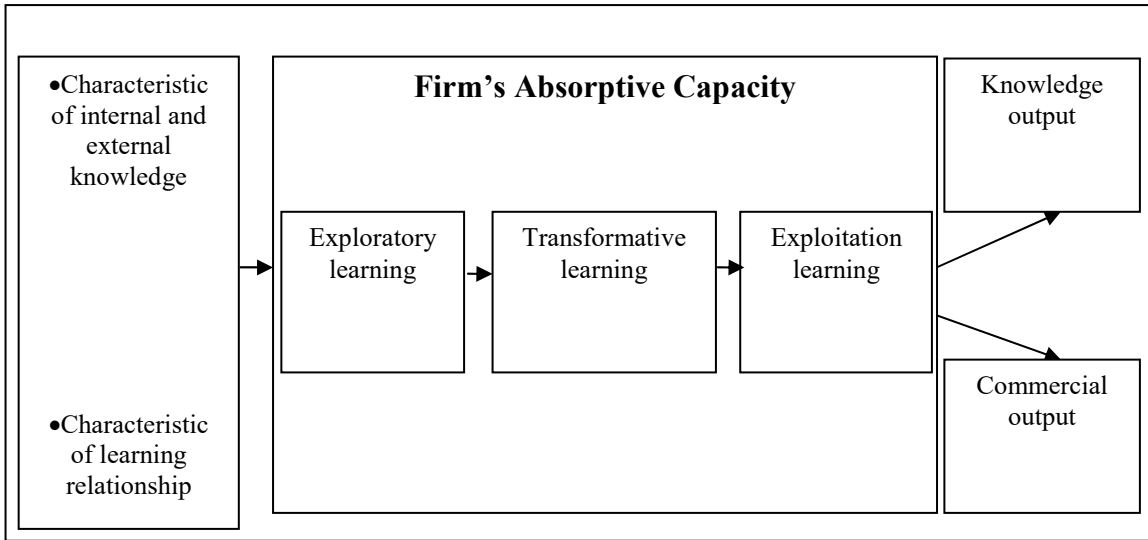 •Characteristic
of internal and
external
knowledge
•Characteristic
of learning
relationship
Firm’s Absorptive Capacity
Exploratory
learning
Transformative
learning
Exploitation
learning
Knowledge
output
Commercial
output